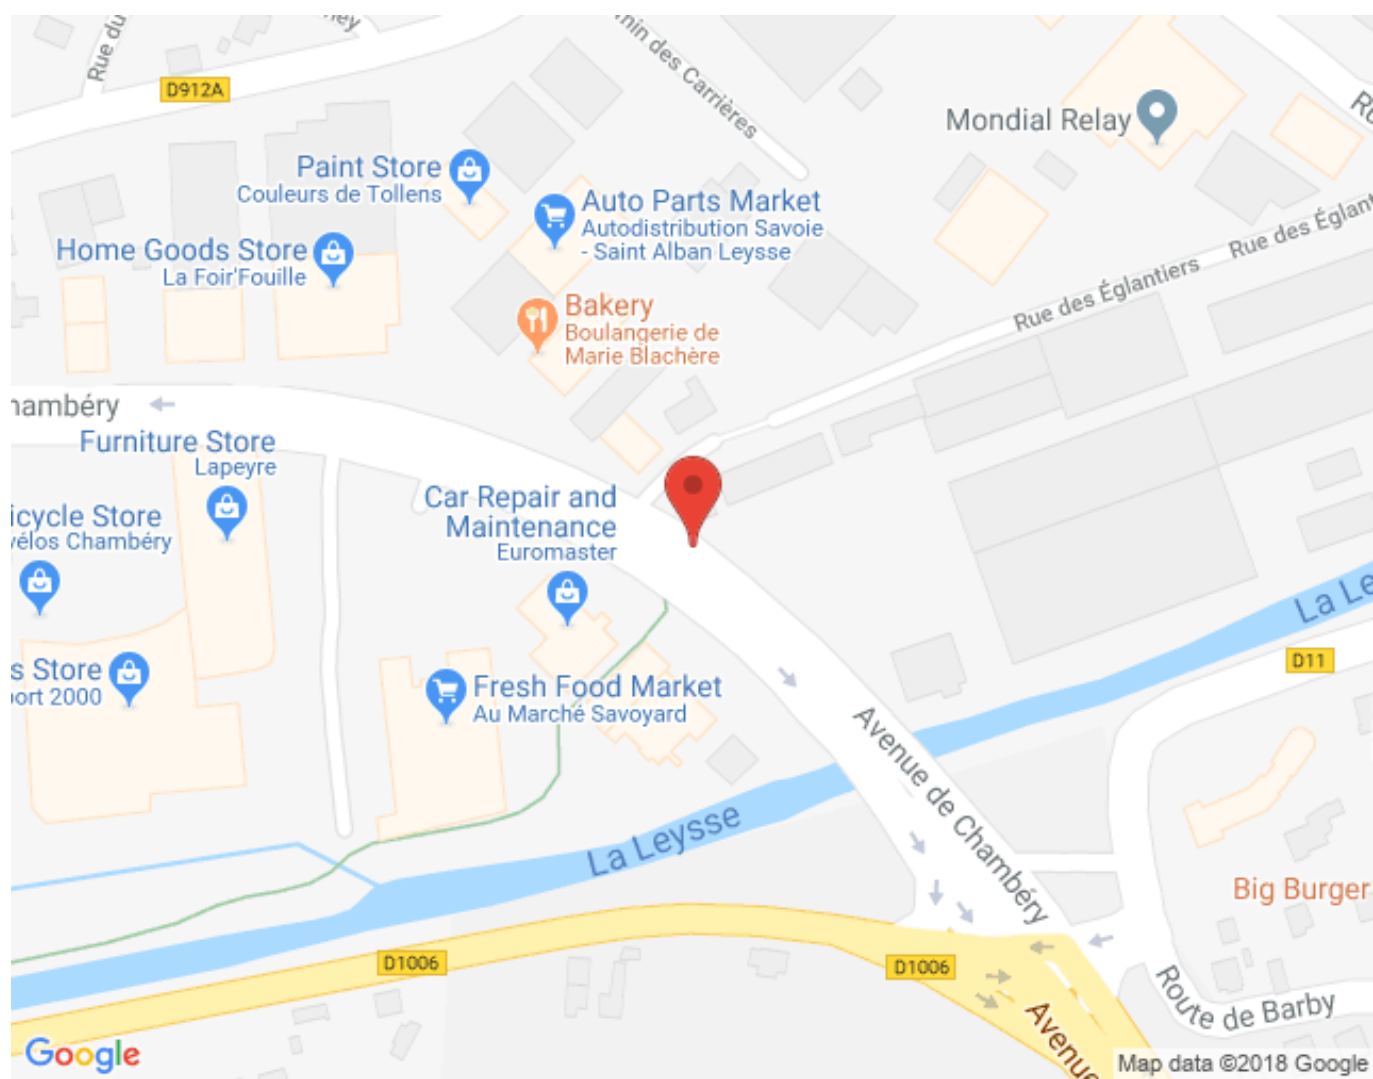 Rue du
ney
min des Carrières
D912A
Mondial Relay
Paint Store
Couleurs de Tollens
Auto Parts Market
Autodistribution Savoie
- Saint Alban Leysse
Rue des Églant
Rue des Églantiers
Home Goods Store
La Foir'Fouille
Bakery
Boulangerie de
Marie Blachère
hambéry
Furniture Store
Lapeyre
Car Repair and
Maintenance
Euromaster
icycle Store
vélos Chambéry
La Le
D11
s Store
port 2000
Fresh Food Market
Au Marché Savoyard
Avenue de Chambéry
La Leysse
Big Burger
D1006
D1006
Route de Barby
Avenue
Google
Map data ©2018 Google